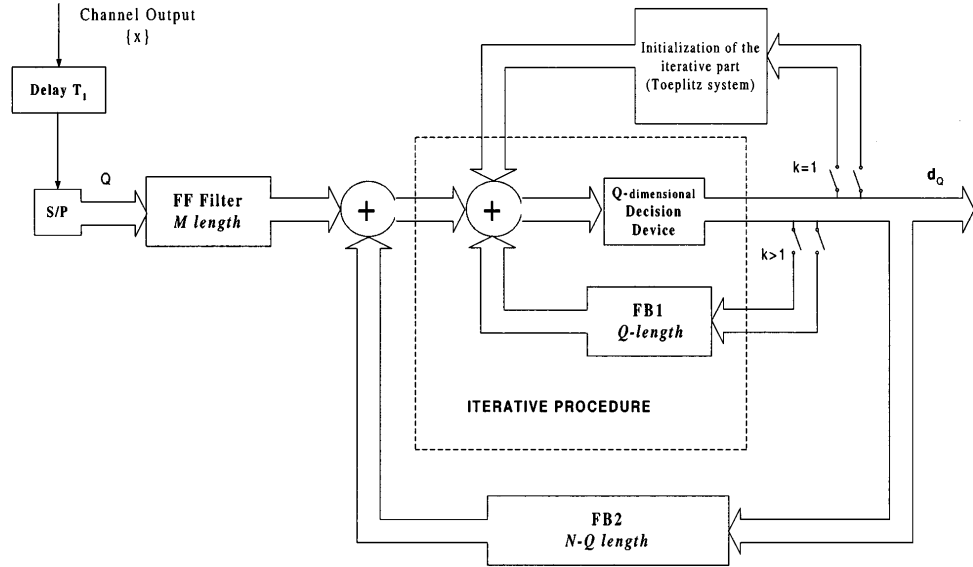 Channel Output
{x}
Delay T1
S/P
Q
FF Filter
M length
+
+
Initialization of the
iterative part
(Toeplitz system)
Q-dimensional
Decision
Device
k=1
dQ
k>1
FB1
Q-length
ITERATIVE PROCEDURE
FB2
N-Q length